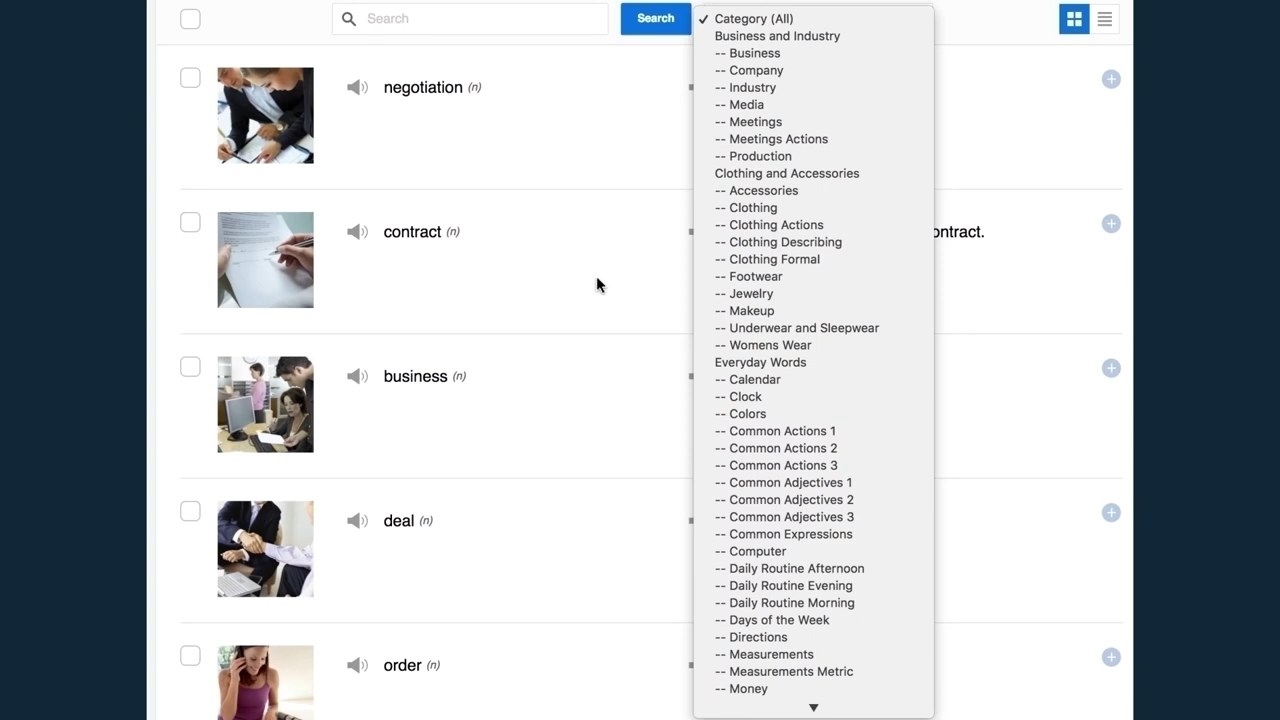 Search
Search
✓ Category (All)
Business and Industry
-- Business
-- Company
-- Industry
-- Media
-- Meetings
-- Meetings Actions
-- Production
Clothing and Accessories
-- Accessories
-- Clothing
-- Clothing Actions
-- Clothing Describing
-- Clothing Formal
-- Footwear
-- Jewelry
-- Makeup
-- Underwear and Sleepwear
-- Womens Wear
Everyday Words
-- Calendar
-- Clock
-- Colors
-- Common Actions 1
-- Common Actions 2
-- Common Actions 3
-- Common Adjectives 1
-- Common Adjectives 2
-- Common Adjectives 3
-- Common Expressions
-- Computer
-- Daily Routine Afternoon
-- Daily Routine Evening
-- Daily Routine Morning
-- Days of the Week
-- Directions
-- Measurements
-- Measurements Metric
-- Money
negotiation (n)
contract (n)
ontract.
business (n)
deal (n)
order (n)